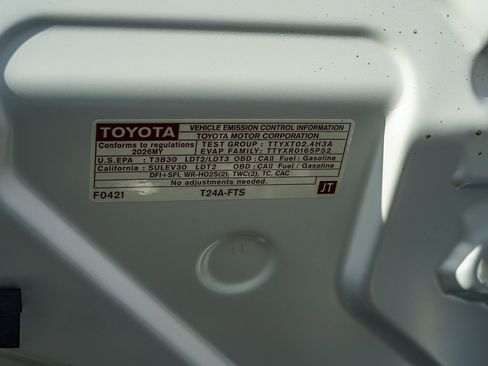 TOYOTA VEHICLE EMISSION CONTROL INFORMATION
TOYOTA MOTOR CORPORATION
Conforms to regulations TEST GROUP : TTYXT02.4H3A
2026MY EVAP FAMILY: TTYXR0165P52
U.S.EPA : T3B30 LDT2/LDT3 OBD : CAⅡ Fuel : Gasoline
California : SULEV30 LDT2 OBD : CAⅡ Fuel : Gasoline
DFI+SFI, WR-HO2S(2), TWC(2), TC, CAC
No adjustments needed.
F0421 T24A-FTS JT
H